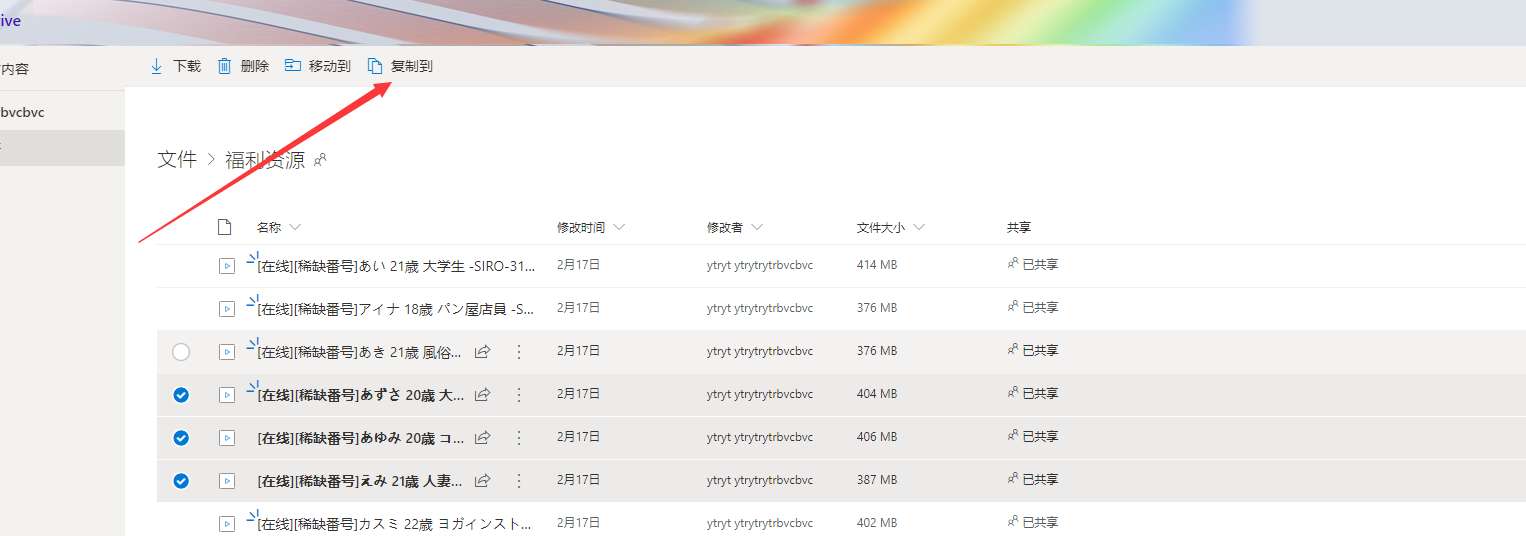 ive
下载 删除 移动到 复制到
内容
bvcbvc
文件 > 福利资源
名称 修改时间 修改者 文件大小 共享
[在线][稀缺番号]あい 21歳 大学生 -SIRO-31... 2月17日 ytryt ytrytrytrbvcbvc 414 MB 已共享
[在线][稀缺番号]アイナ 18歳 パン屋店員 -S... 2月17日 ytryt ytrytrytrbvcbvc 376 MB 已共享
[在线][稀缺番号]あき 21歳 風俗... 2月17日 ytryt ytrytrytrbvcbvc 376 MB 已共享
[在线][稀缺番号]あずさ 20歳 大... 2月17日 ytryt ytrytrytrbvcbvc 404 MB 已共享
[在线][稀缺番号]あゆみ 20歳 コ... 2月17日 ytryt ytrytrytrbvcbvc 406 MB 已共享
[在线][稀缺番号]えみ 21歳 人妻... 2月17日 ytryt ytrytrytrbvcbvc 387 MB 已共享
[在线][稀缺番号]カスミ 22歳 ヨガインスト... 2月17日 ytryt ytrytrytrbvcbvc 402 MB 已共享